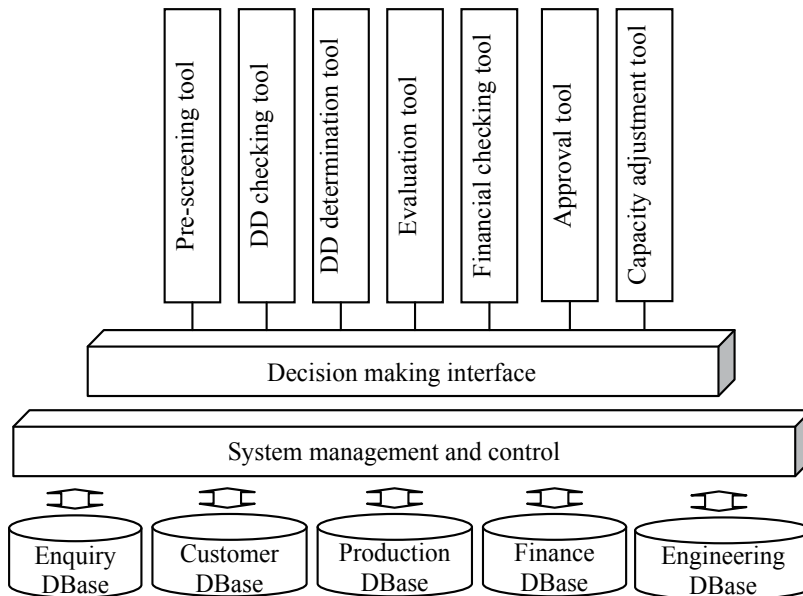 Pre-screening tool
DD checking tool
DD determination tool
Evaluation tool
Financial checking tool
Approval tool
Capacity adjustment tool
Decision making interface
System management and control
Enquiry
DBase
Customer
DBase
Production
DBase
Finance
DBase
Engineering
DBase